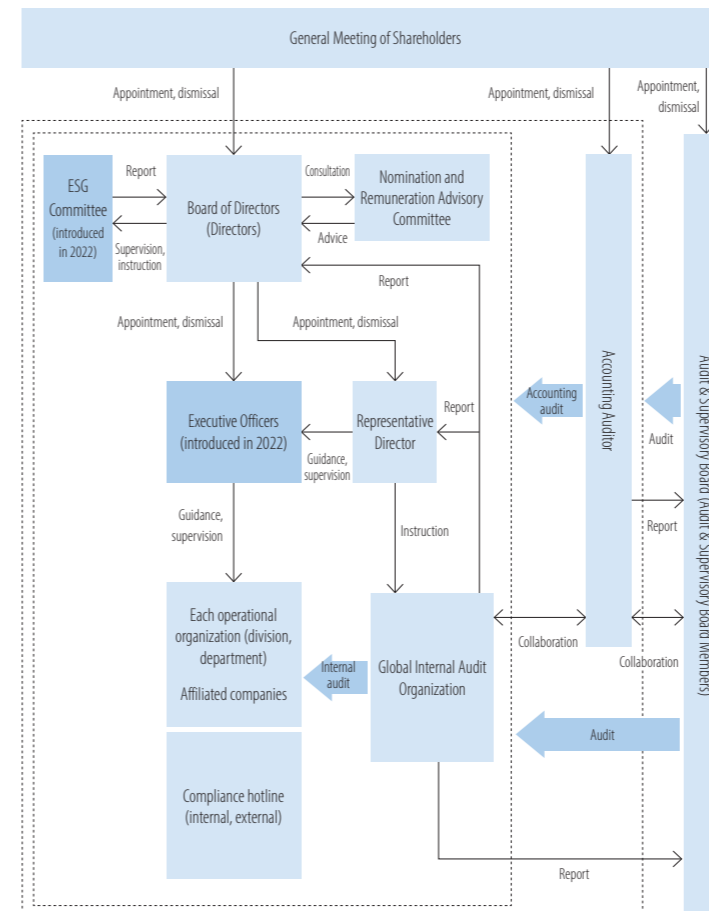 General Meeting of Shareholders
Appointment, dismissal
Appointment, dismissal
Appointment,
dismissal
ESG
Committee
(introduced
in 2022)
Report
Supervision,
instruction
Board of Directors
(Directors)
Consultation
Advice
Nomination and
Remuneration Advisory
Committee
Report
Appointment, dismissal
Appointment, dismissal
Executive Officers
(introduced in 2022)
Guidance,
supervision
Representative
Director
Report
Accounting
audit
Accounting Auditor
Audit
Audit & Supervisory Board (Audit & Supervisory Board Members)
Report
Guidance,
supervision
Instruction
Each operational
organization (division,
department)
Affiliated companies
Internal
audit
Global Internal Audit
Organization
Collaboration
Collaboration
Audit
Compliance hotline
(internal, external)
Report